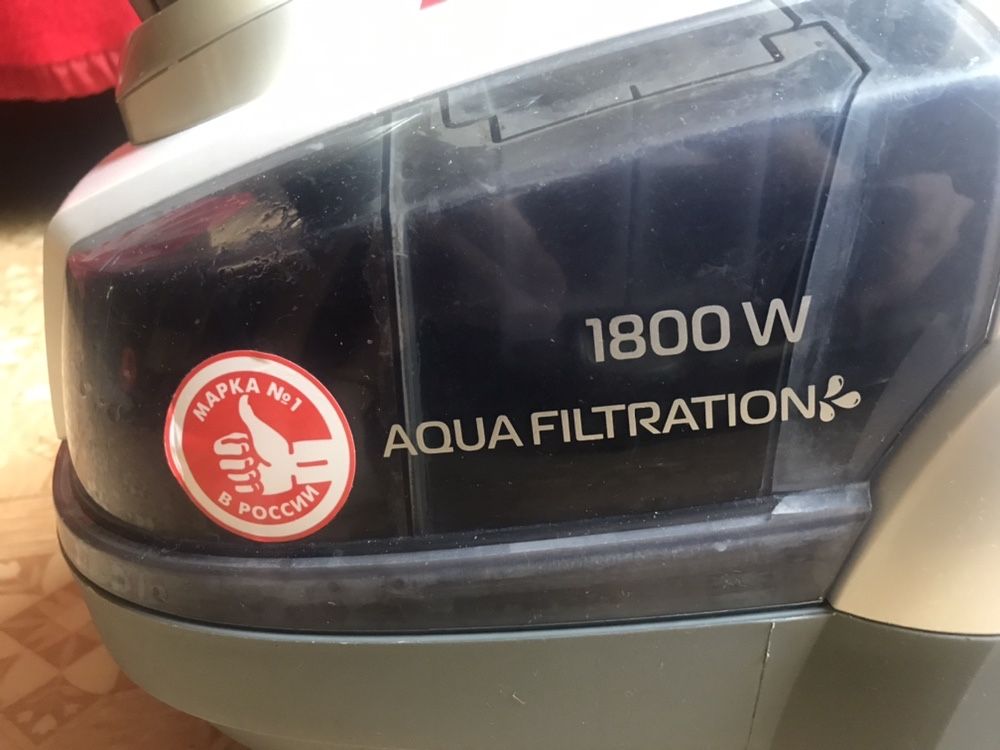 1800 W
AQUA FILTRATION
МАРКА №1
В РОССИИ